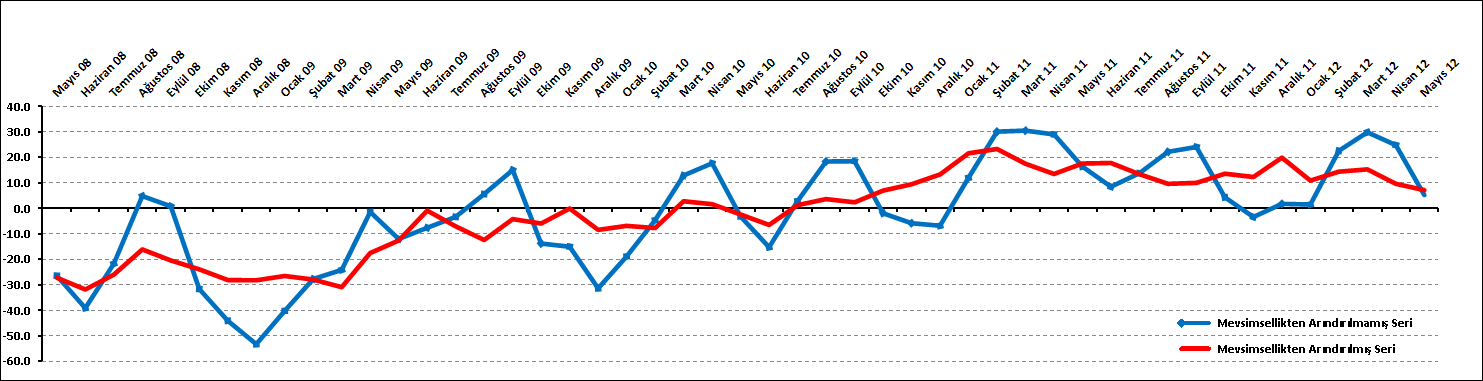 Mayıs 08
Haziran 08
Temmuz 08
Ağustos 08
Eylül 08
Ekim 08
Kasım 08
Aralık 08
Ocak 09
Şubat 09
Mart 09
Nisan 09
Mayıs 09
Haziran 09
Temmuz 09
Ağustos 09
Eylül 09
Ekim 09
Kasım 09
Aralık 09
Ocak 10
Şubat 10
Mart 10
Nisan 10
Mayıs 10
Haziran 10
Temmuz 10
Ağustos 10
Eylül 10
Ekim 10
Kasım 10
Aralık 10
Ocak 11
Şubat 11
Mart 11
Nisan 11
Mayıs 11
Haziran 11
Temmuz 11
Ağustos 11
Eylül 11
Ekim 11
Kasım 11
Aralık 11
Ocak 12
Şubat 12
Mart 12
Nisan 12
Mayıs 12
40.0
30.0
20.0
10.0
0.0
-10.0
-20.0
-30.0
-40.0
-50.0
-60.0
Mevsimsellikten Arındırılmamış Seri
Mevsimsellikten Arındırılmış Seri